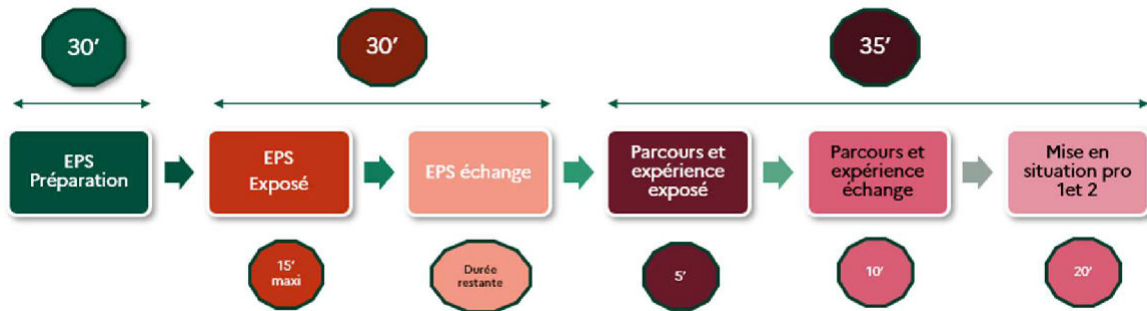 30’
30’
35’
EPS
Préparation
EPS
Exposé
EPS échange
Parcours et
expérience
exposé
Parcours et
expérience
échange
Mise en
situation pro
1et 2
15’
maxi
Durée
restante
5’
10’
20’